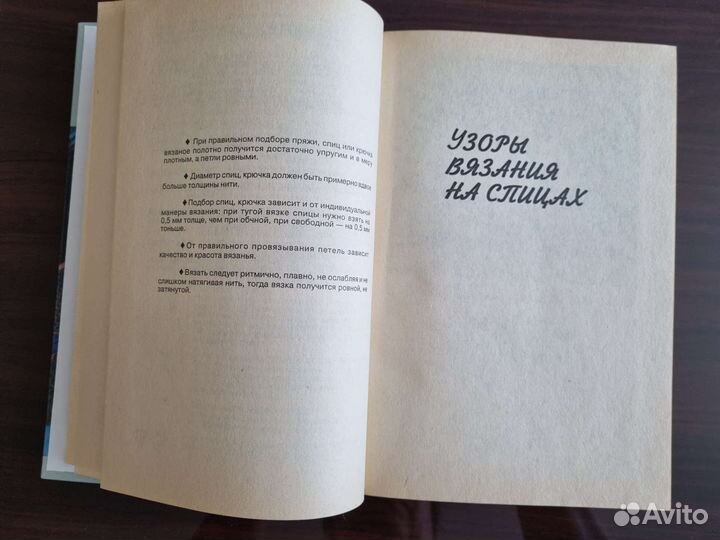 ♦ При правильном подборе пряжи, спиц или крючка
вязаное полотно получится достаточно упругим и в меру
плотным, а петли ровными.
♦ Диаметр спиц, крючка должен быть примерно вдвое
больше толщины нити.
♦ Подбор спиц, крючка зависит и от индивидуальной
манеры вязания: при тугой вязке спицы нужно взять на
0,5 мм толще, чем при обчной, при свободной — на 0,5 мм
тоньше.
♦ От правильного провязывания петель зависит
качество и красота вязанья.
♦ Вязать следует ритмично, плавно, не ослабляя и не
слишком натягивая нить, тогда вязка получится ровной, не
затянутой.
УЗОРЫ
ВЯЗАНИЯ
НА СПИЦАХ
Avito